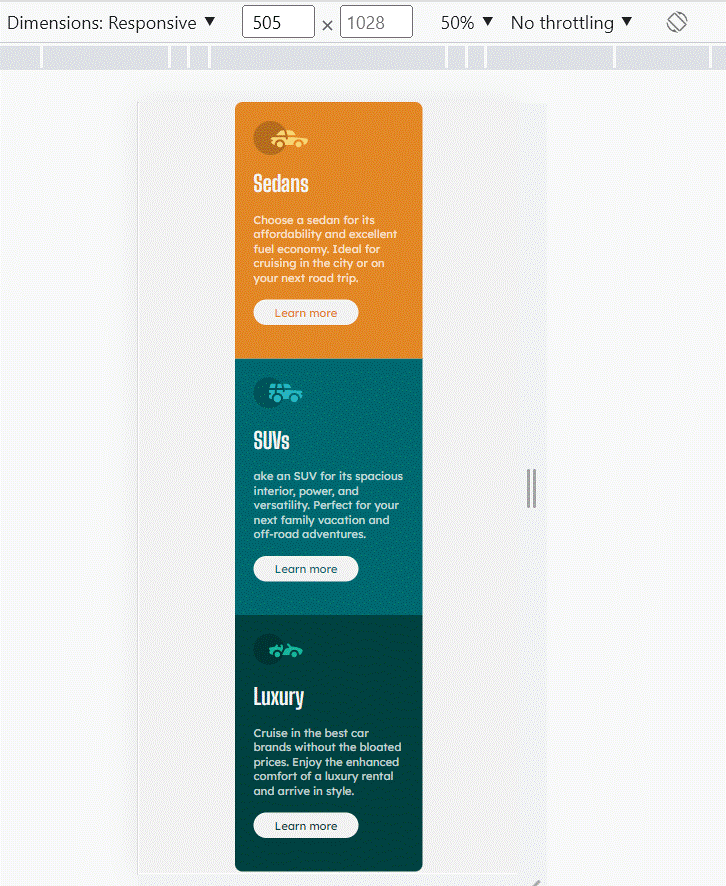 Dimensions: Responsive ▼ 505 × 1028 50% ▼ No throttling ▼
Sedans
Choose a sedan for its
affordability and excellent
fuel economy. Ideal for
cruising in the city or on
your next road trip.
Learn more
SUVs
ake an SUV for its spacious
interior, power, and
versatility. Perfect for your
next family vacation and
off-road adventures.
Learn more
Luxury
Cruise in the best car
brands without the bloated
prices. Enjoy the enhanced
comfort of a luxury rental
and arrive in style.
Learn more